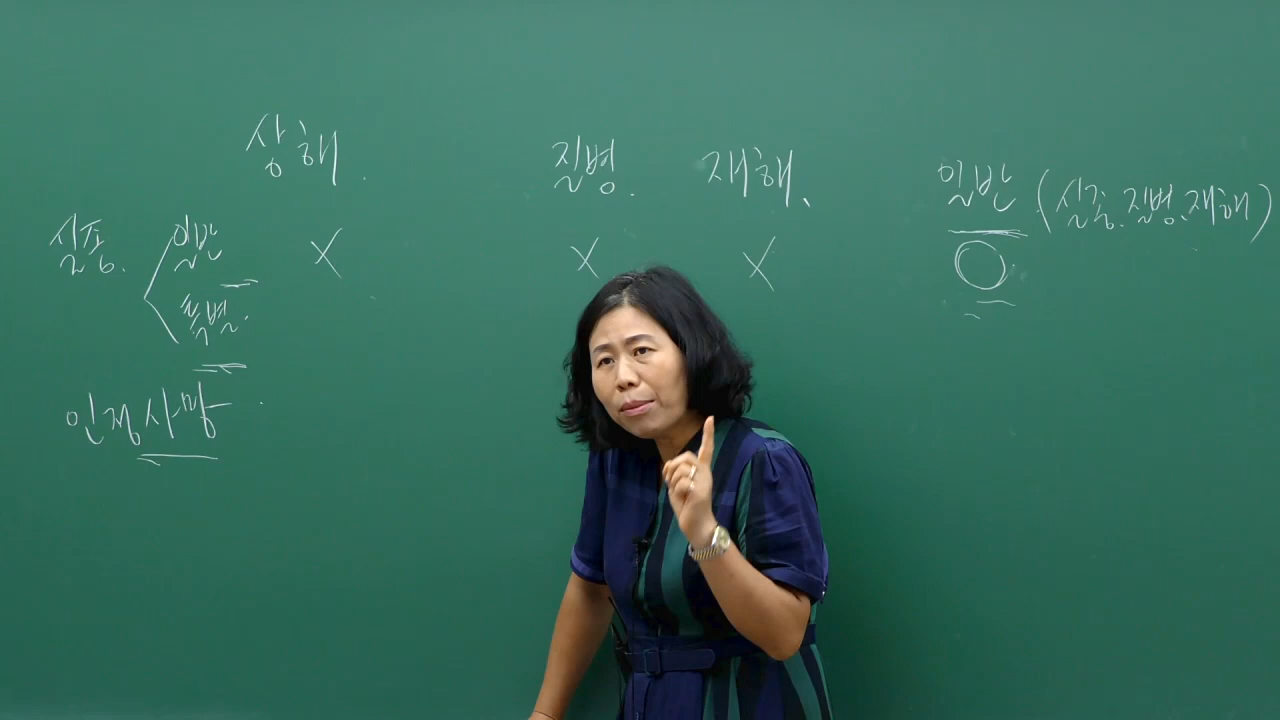 상해.
질병. 재해.
일반 (실종. 질병. 재해)
실종. 일반 X X X O
특별.
인정사망